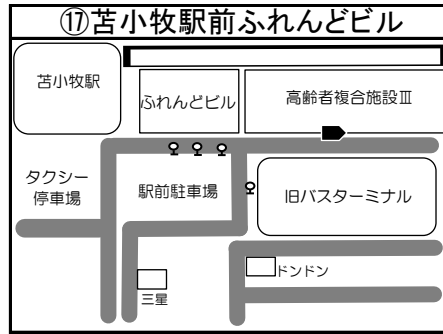 ⑰苫小牧駅前ふれんどビル
苫小牧駅
ふれんどビル
高齢者複合施設Ⅲ
タクシー
停車場
駅前駐車場
旧バスターミナル
三星
ドンドン